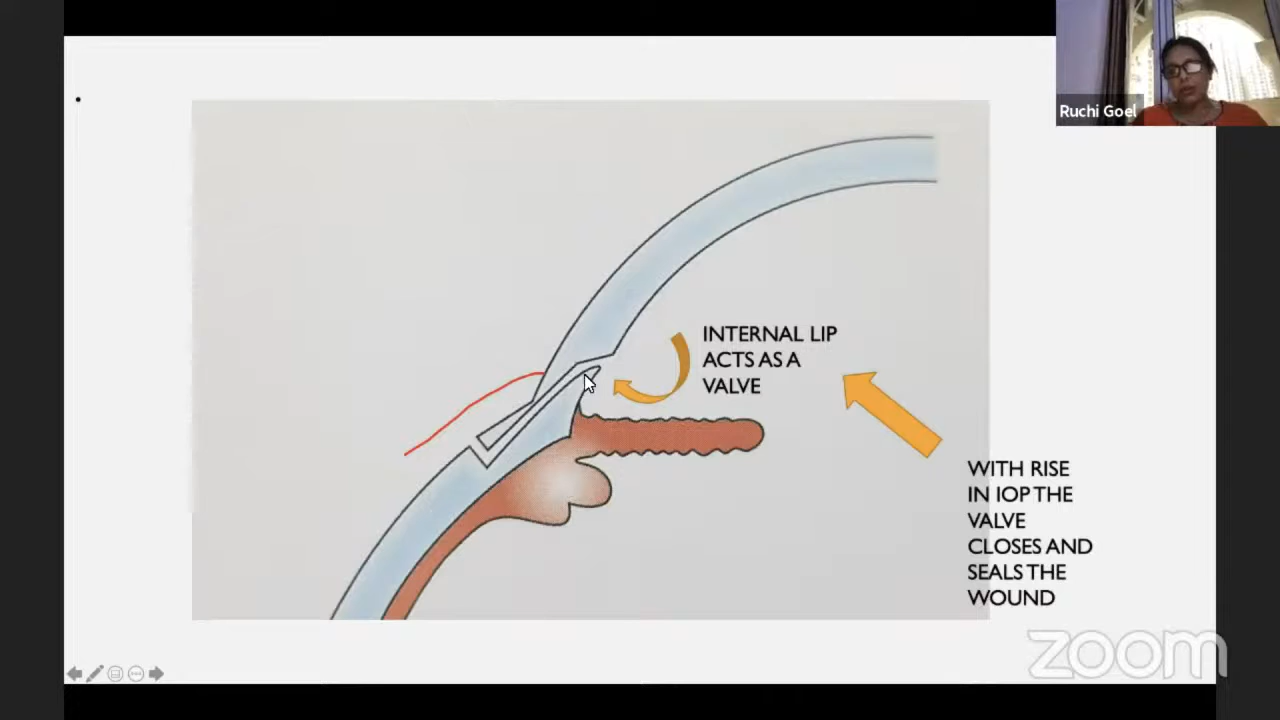 Ruchi Goel
INTERNAL LIP
ACTS AS A
VALVE
WITH RISE
IN IOP THE
VALVE
CLOSES AND
SEALS THE
WOUND
zoom